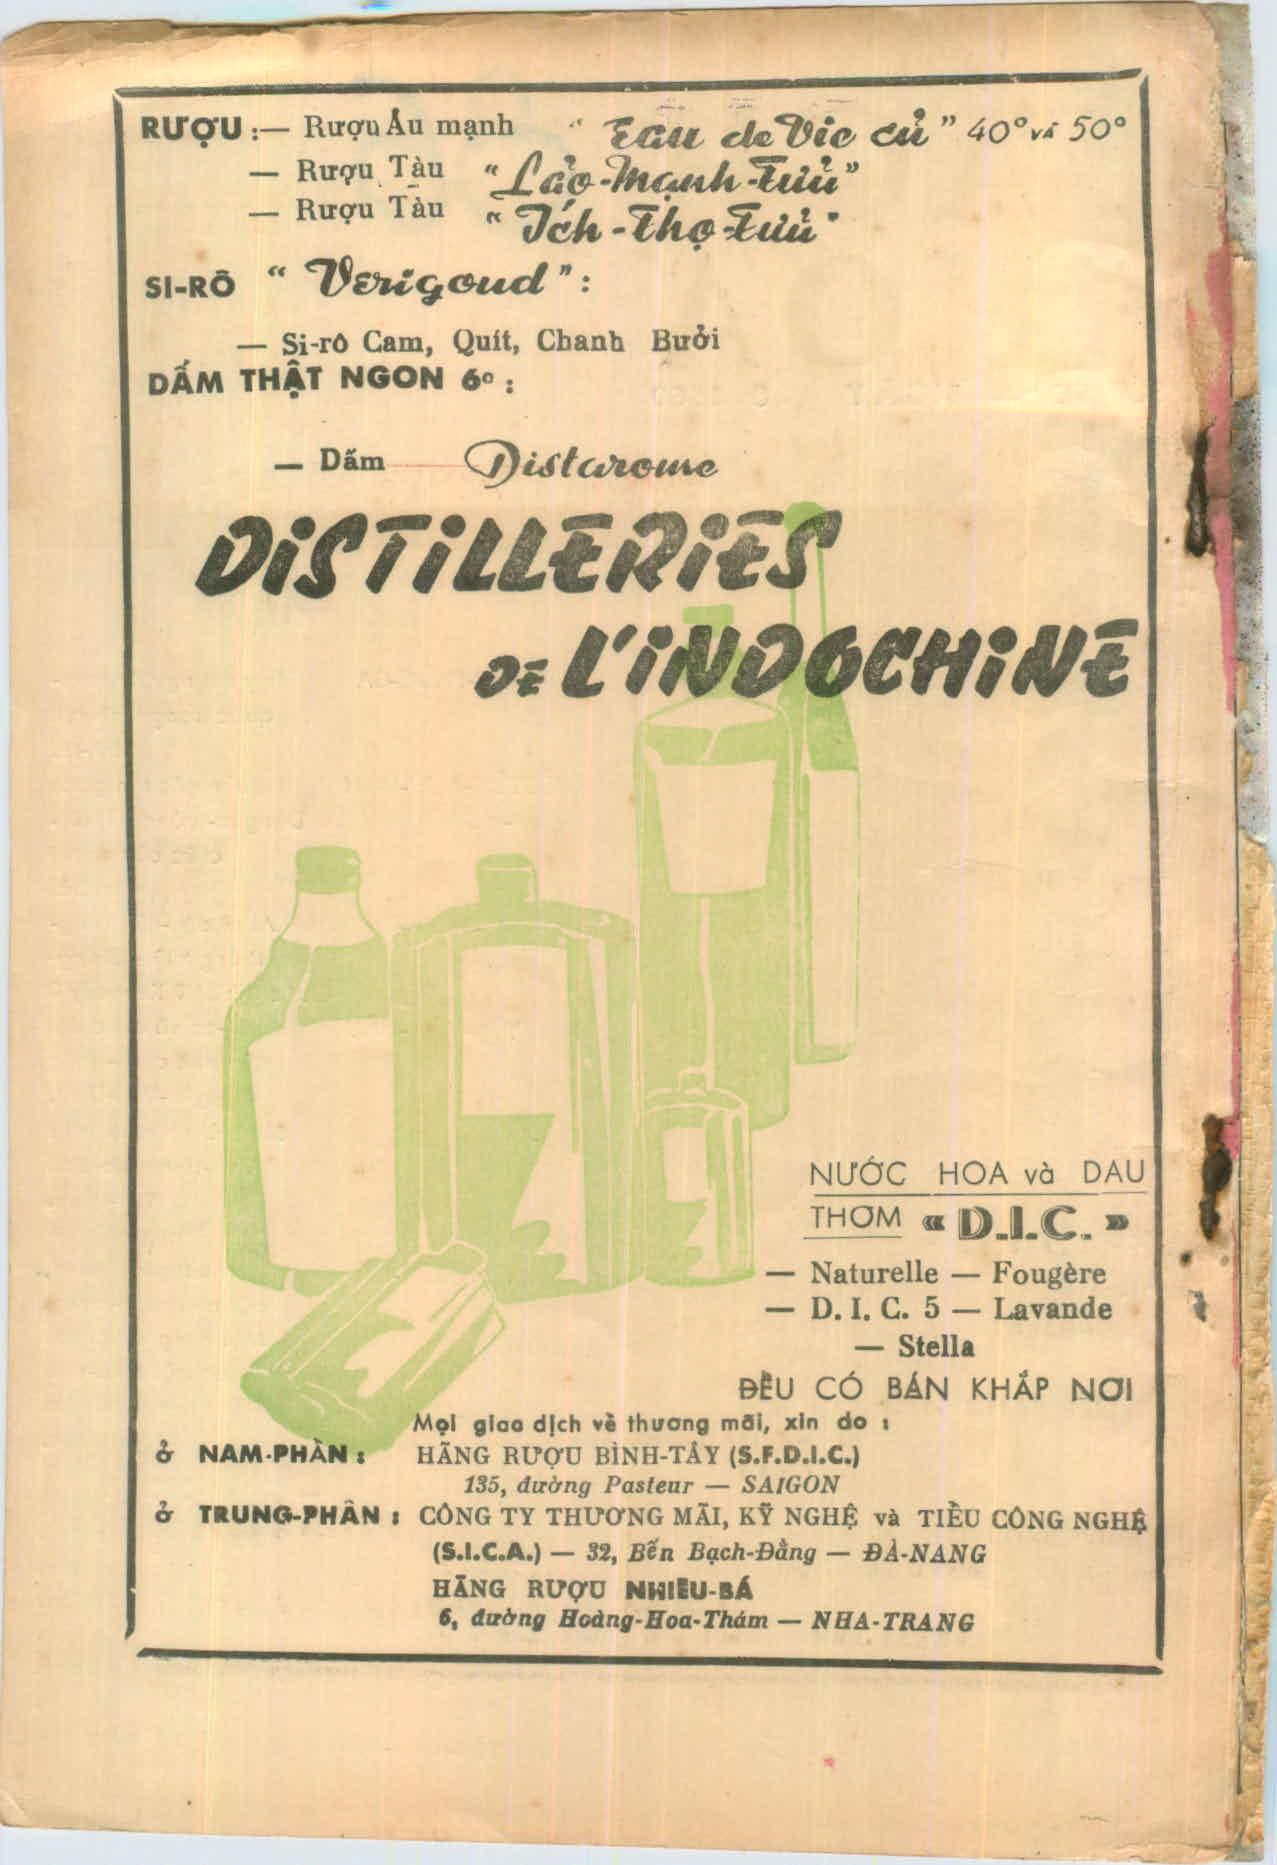 RƯỢU :— Rượu Âu mạnh “ Eau de Vie củ ” 40° và 50°
— Rượu Tàu “ Lảo-Mạnh-Tửu ”
— Rượu Tàu “ Ích-Thọ-Tửu ”
SI-RÔ “ Verigoud ” :
— Si-rô Cam, Quít, Chanh Bưởi
DẤM THẬT NGON 6° :
— Dấm Distarome
DISTILLERIES
DE L'INDOCHINE
NƯỚC HOA và DAU
THƠM « D.I.C. »
— Naturelle — Fougère
— D. I. C. 5 — Lavande
— Stella
ĐỀU CÓ BÁN KHẮP NƠI
Mọi giao dịch về thương mãi, xin do :
ở NAM-PHẦN : HÃNG RƯỢU BÌNH-TÂY (S.F.D.I.C.)
135, đường Pasteur — SAIGON
ở TRUNG-PHẦN : CÔNG TY THƯƠNG MÃI, KỸ NGHỆ và TIỂU CÔNG NGHỆ
(S.I.C.A.) — 32, Bến Bạch-Đằng — ĐÀ-NANG
HÃNG RƯỢU NHIÊU-BÁ
6, đường Hoàng-Hoa-Thám — NHA-TRANG